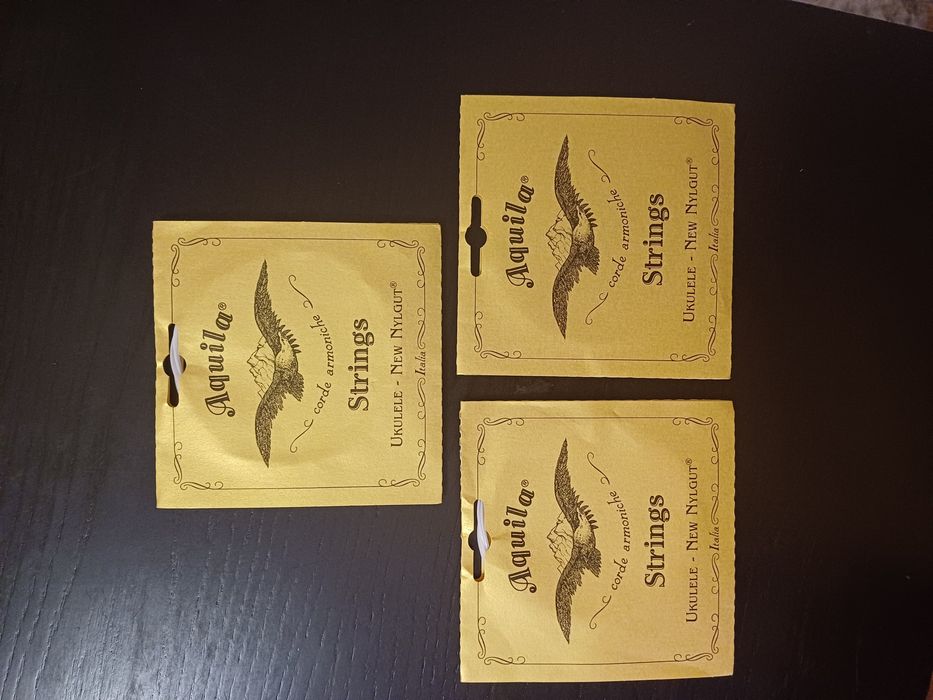 Aquila®
corde armoniche
Strings
UKULELE - NEW NYLGUT®
Italia
Aquila®
corde armoniche
Strings
UKULELE - NEW NYLGUT®
Italia
Aquila®
corde armoniche
Strings
UKULELE - NEW NYLGUT®
Italia